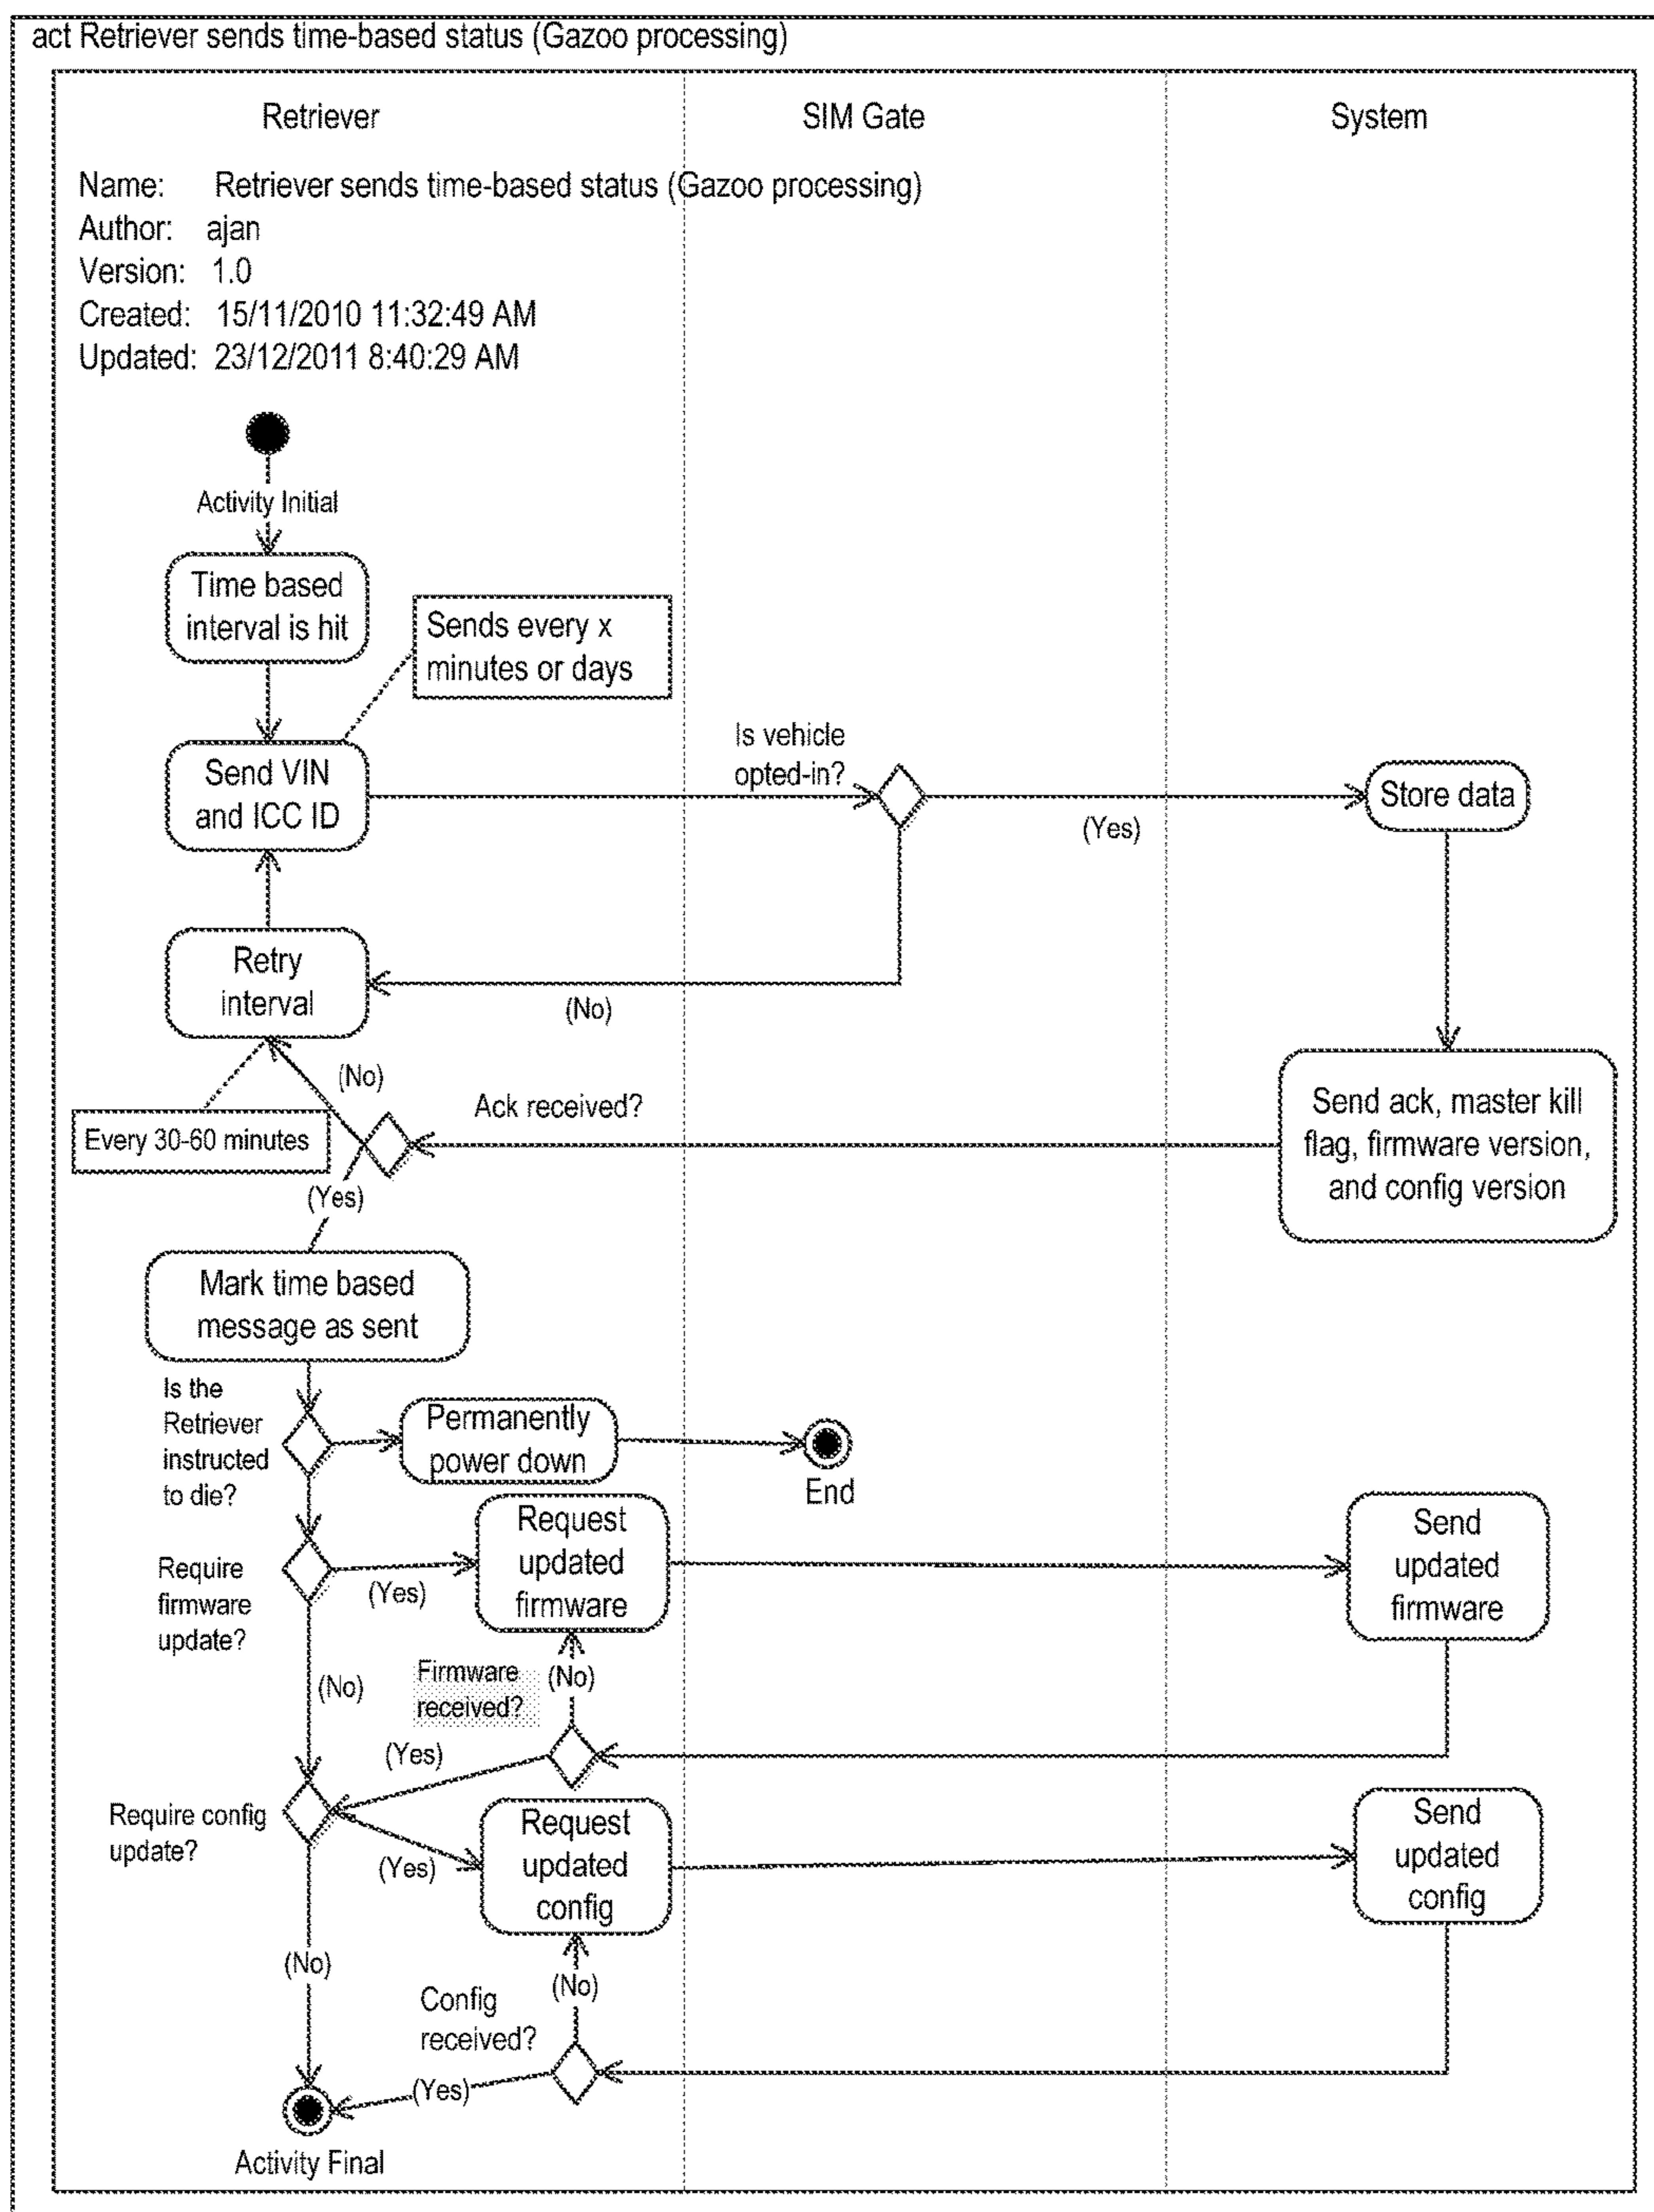 act Retriever sends time-based status (Gazoo processing)
Retriever
SIM Gate
System
Name: Retriever sends time-based status (Gazoo processing)
Author: ajan
Version: 1.0
Created: 15/11/2010 11:32:49 AM
Updated: 23/12/2011 8:40:29 AM
Activity Initial
Time based
interval is hit
Sends every x
minutes or days
Send VIN
and ICC ID
Is vehicle
opted-in?
(Yes)
Store data
Retry
interval
(No)
(No)
Every 30-60 minutes
Ack received?
Send ack, master kill
flag, firmware version,
and config version
(Yes)
Mark time based
message as sent
Is the
Retriever
instructed
to die?
Permanently
power down
End
Require
firmware
update?
(Yes)
Request
updated
firmware
Send
updated
firmware
(No)
Firmware
received?
(No)
(Yes)
Require config
update?
(Yes)
Request
updated
config
Send
updated
config
(No)
Config
received?
(No)
(Yes)
Activity Final